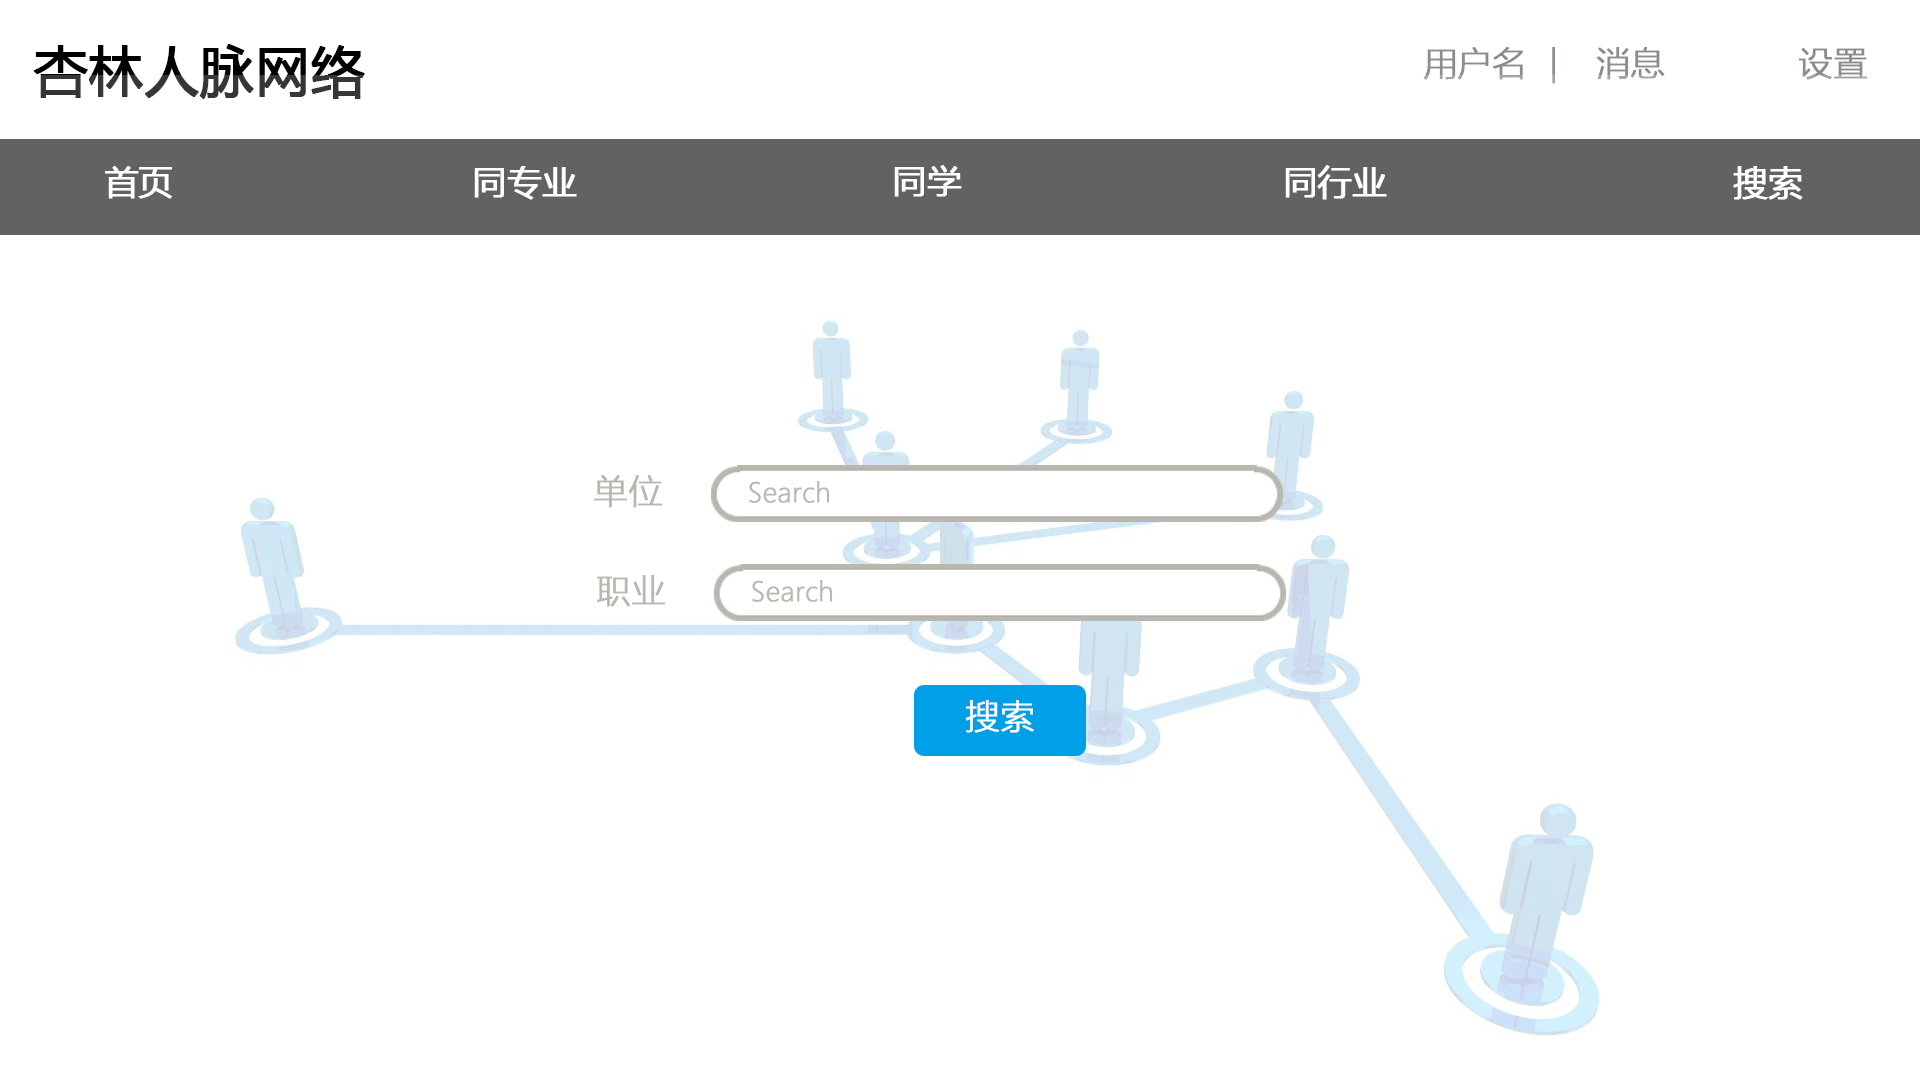 杏林人脉网络
用户名 | 消息 设置
首页 同专业 同学 同行业 搜索
单位 Search
职业 Search
搜索